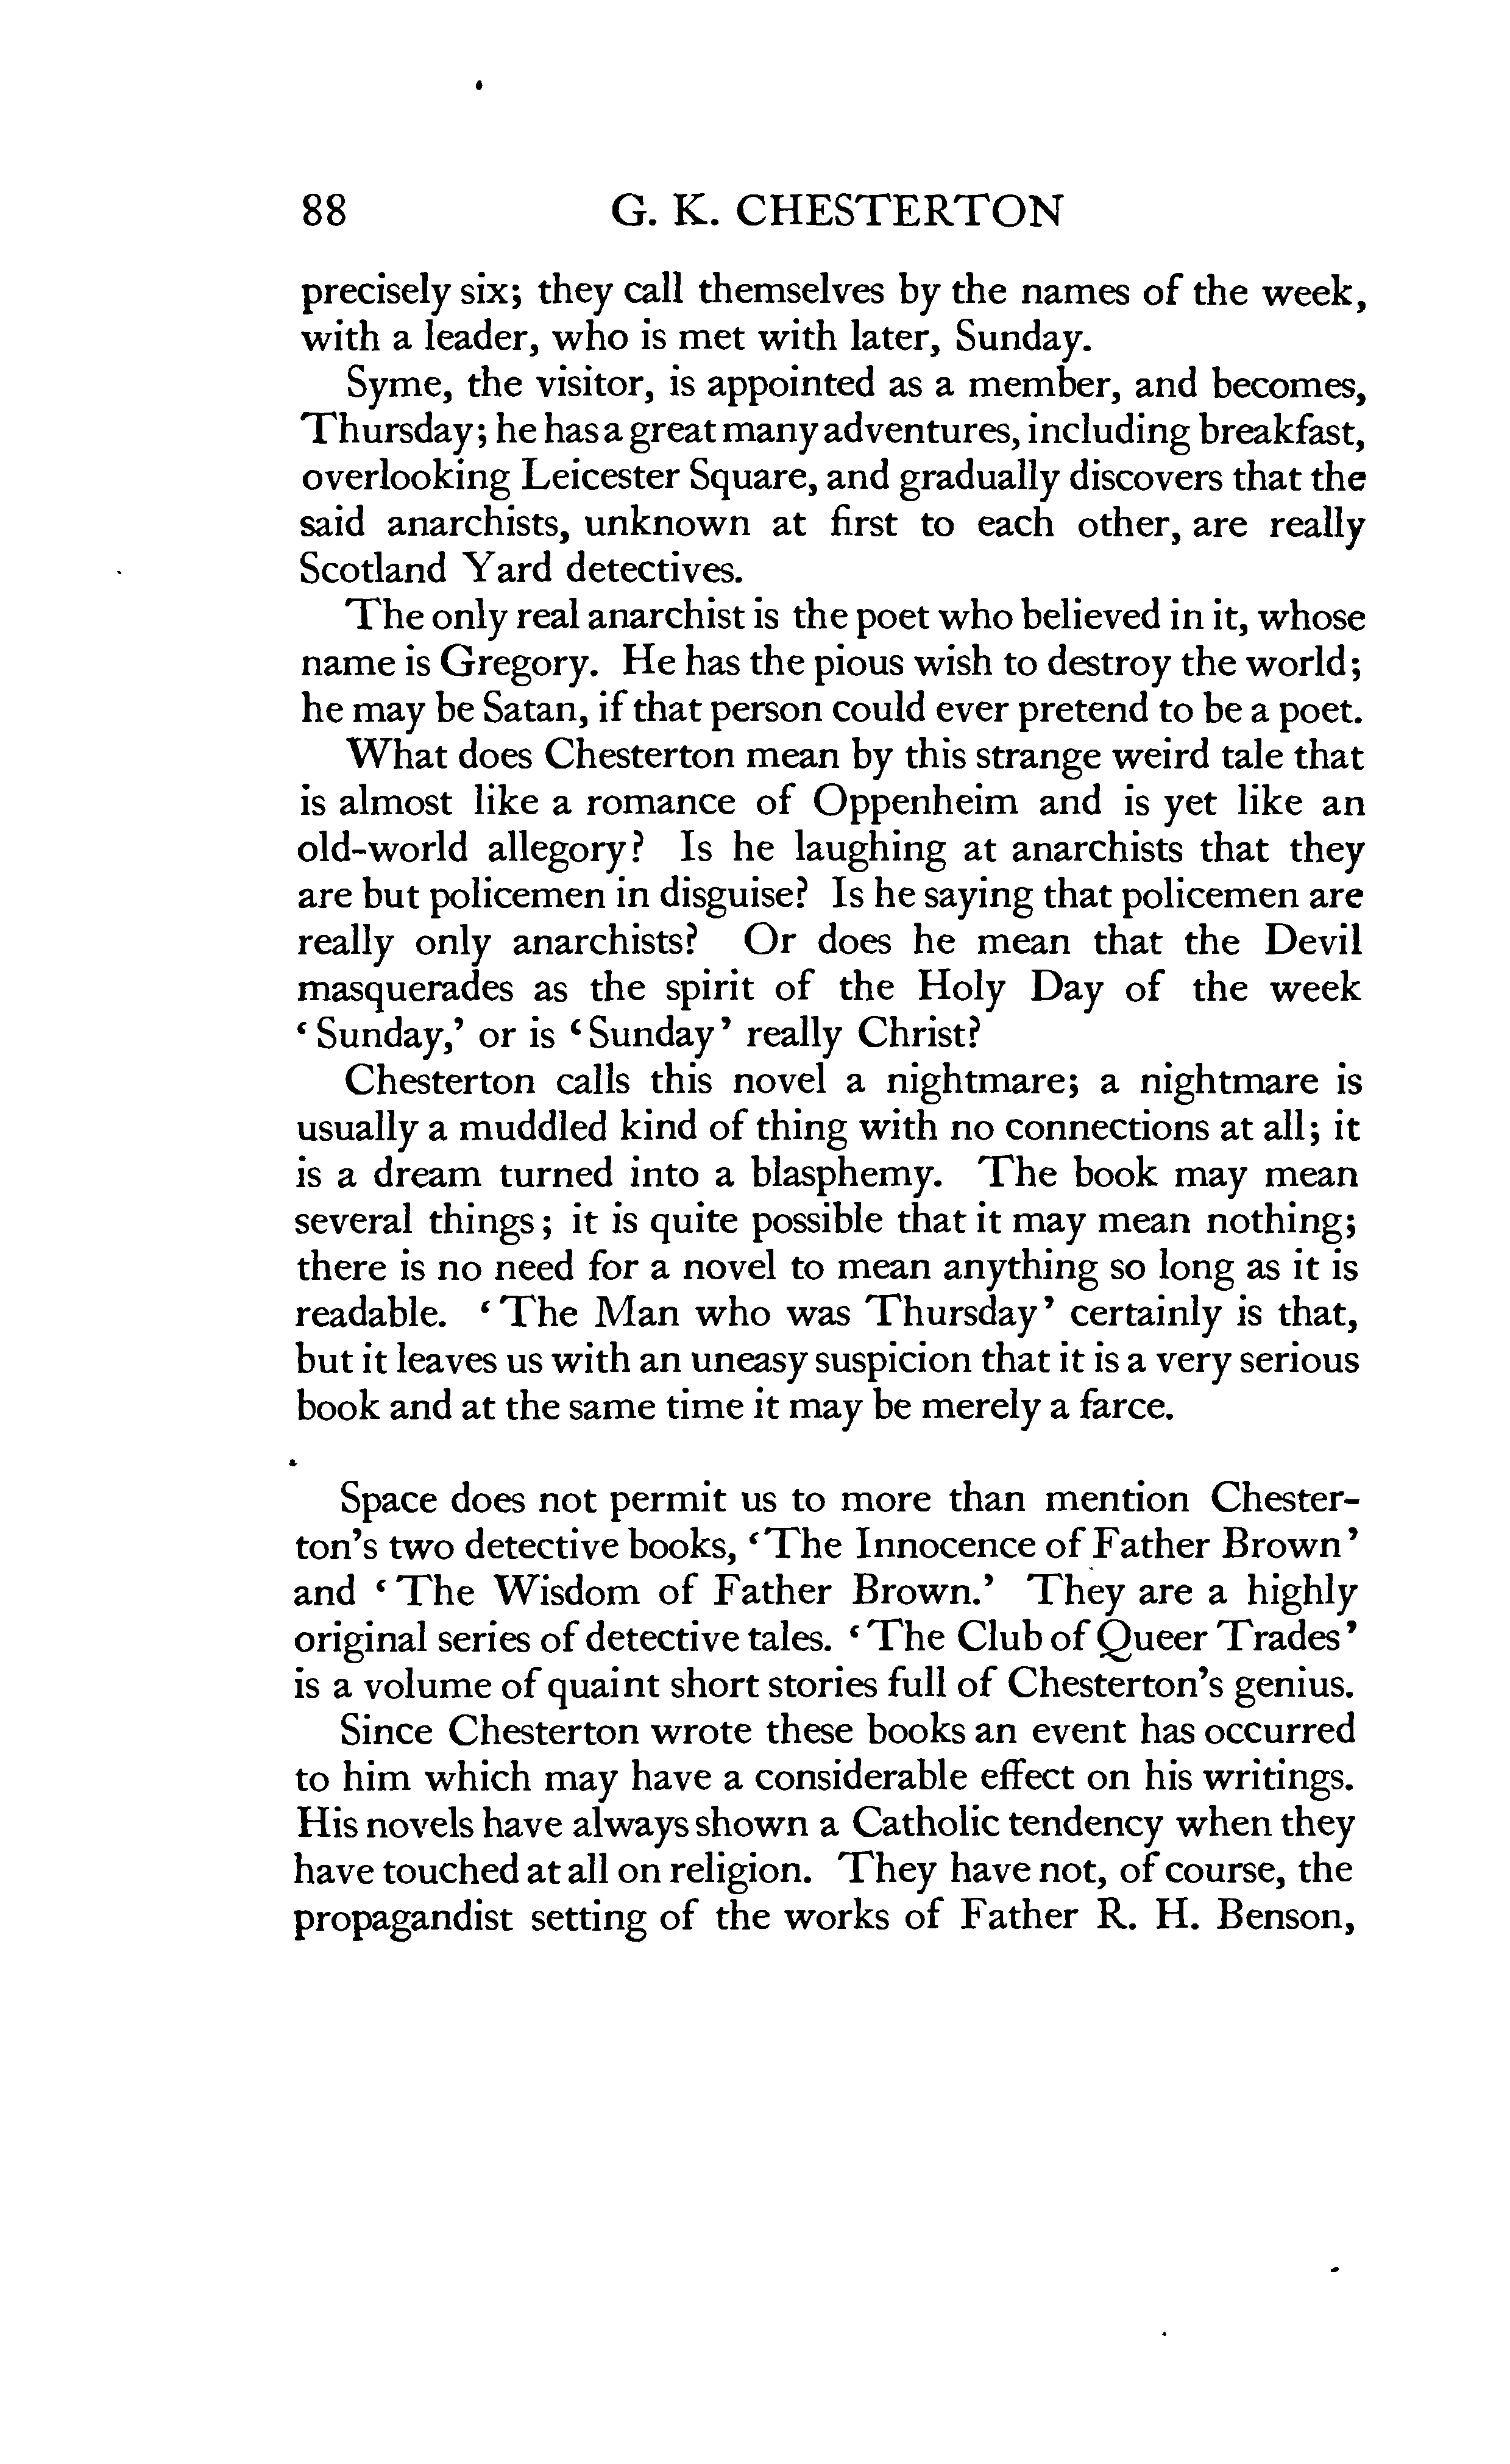 88 G. K. CHESTERTON
precisely six; they call themselves by the names of the week,
with a leader, who is met with later, Sunday.
Syme, the visitor, is appointed as a member, and becomes,
Thursday; he has a great many adventures, including breakfast,
overlooking Leicester Square, and gradually discovers that the
said anarchists, unknown at first to each other, are really
Scotland Yard detectives.
The only real anarchist is the poet who believed in it, whose
name is Gregory. He has the pious wish to destroy the world;
he may be Satan, if that person could ever pretend to be a poet.
What does Chesterton mean by this strange weird tale that
is almost like a romance of Oppenheim and is yet like an
old-world allegory? Is he laughing at anarchists that they
are but policemen in disguise? Is he saying that policemen are
really only anarchists? Or does he mean that the Devil
masquerades as the spirit of the Holy Day of the week
‘Sunday,’ or is ‘Sunday’ really Christ?
Chesterton calls this novel a nightmare; a nightmare is
usually a muddled kind of thing with no connections at all; it
is a dream turned into a blasphemy. The book may mean
several things; it is quite possible that it may mean nothing;
there is no need for a novel to mean anything so long as it is
readable. ‘The Man who was Thursday’ certainly is that,
but it leaves us with an uneasy suspicion that it is a very serious
book and at the same time it may be merely a farce.
Space does not permit us to more than mention Chester-
ton’s two detective books, ‘The Innocence of Father Brown’
and ‘The Wisdom of Father Brown.’ They are a highly
original series of detective tales. ‘The Club of Queer Trades’
is a volume of quaint short stories full of Chesterton’s genius.
Since Chesterton wrote these books an event has occurred
to him which may have a considerable effect on his writings.
His novels have always shown a Catholic tendency when they
have touched at all on religion. They have not, of course, the
propagandist setting of the works of Father R. H. Benson,